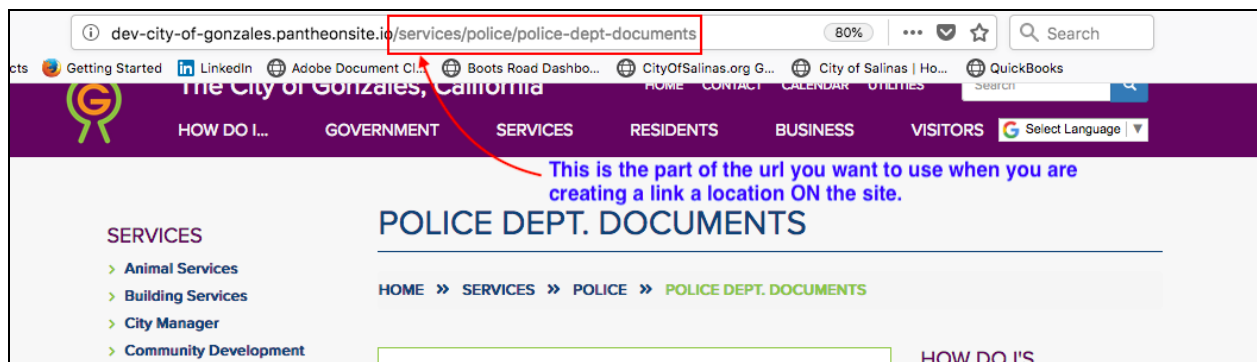 dev-city-of-gonzales.pantheonsite.io/services/police/police-dept-documents 80% Search
cts Getting Started LinkedIn Adobe Document Cl... Boots Road Dashbo... CityOfSalinas.org G... City of Salinas | Ho... QuickBooks
G The City of Gonzales, California HOME CONTACT CALENDAR UTILITIES Search
HOW DO I... GOVERNMENT SERVICES RESIDENTS BUSINESS VISITORS G Select Language
This is the part of the url you want to use when you are
creating a link a location ON the site.
POLICE DEPT. DOCUMENTS
SERVICES
Animal Services
HOME » SERVICES » POLICE » POLICE DEPT. DOCUMENTS
Building Services
City Manager
Community Development
HOW DO I'S